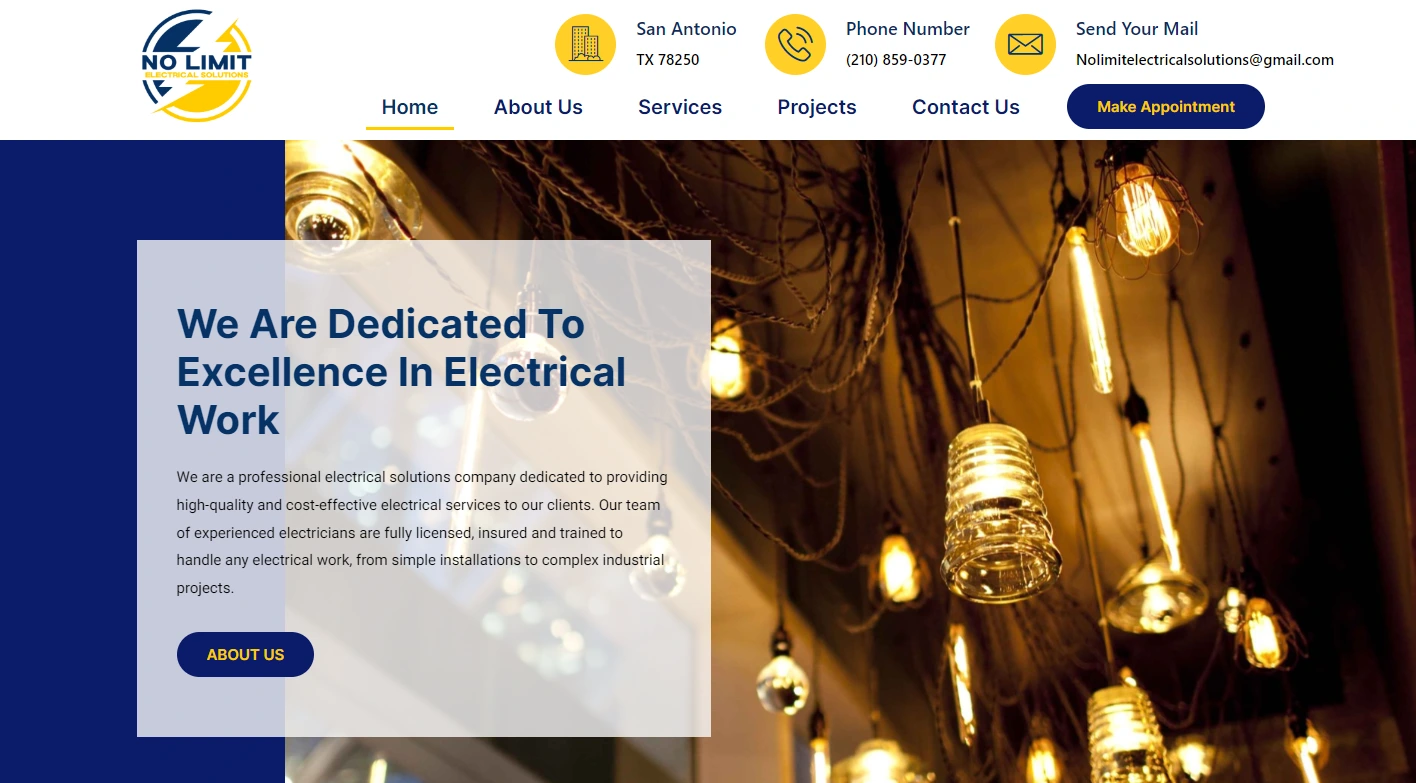 NO LIMIT
ELECTRICAL SOLUTIONS
San Antonio
TX 78250
Phone Number
(210) 859-0377
Send Your Mail
Nolimitelectricalsolutions@gmail.com
Home
About Us
Services
Projects
Contact Us
Make Appointment
We Are Dedicated To
Excellence In Electrical
Work
We are a professional electrical solutions company dedicated to providing
high-quality and cost-effective electrical services to our clients. Our team
of experienced electricians are fully licensed, insured and trained to
handle any electrical work, from simple installations to complex industrial
projects.
ABOUT US